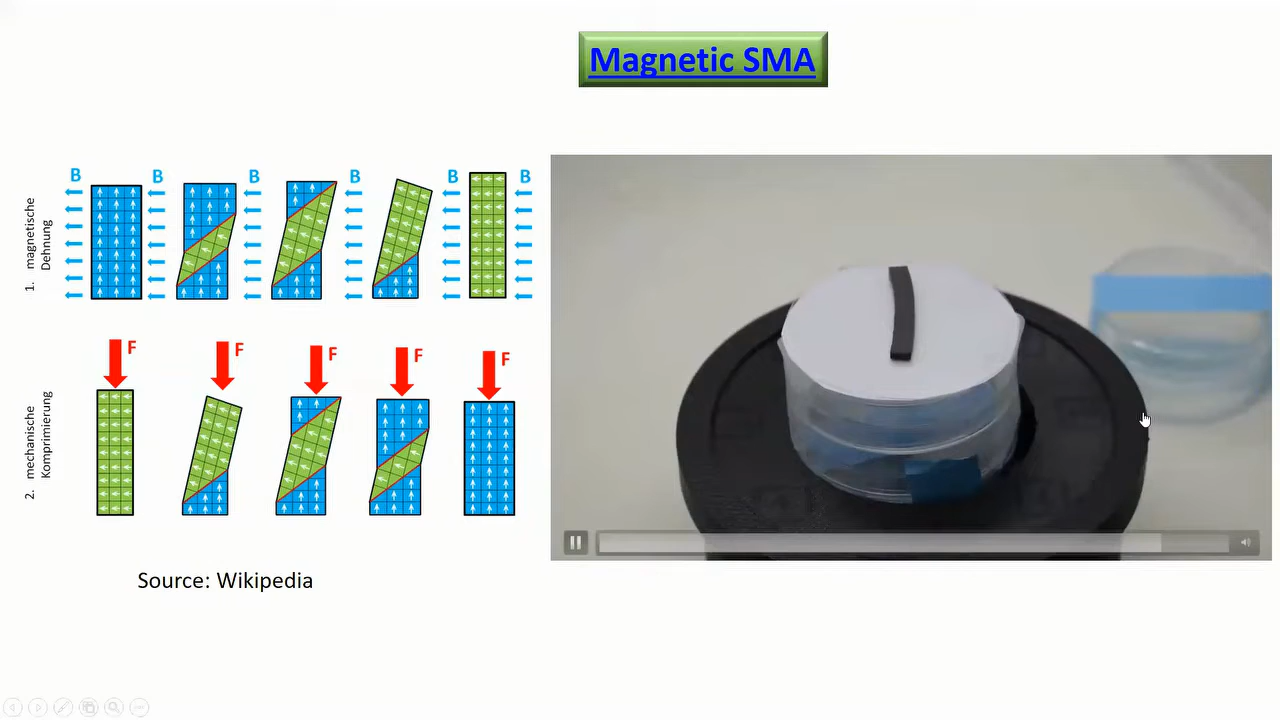 Magnetic SMA
1. magnetische
Dehnung
B B B B B B
2. mechanische
Komprimierung
F F F F F
Source: Wikipedia